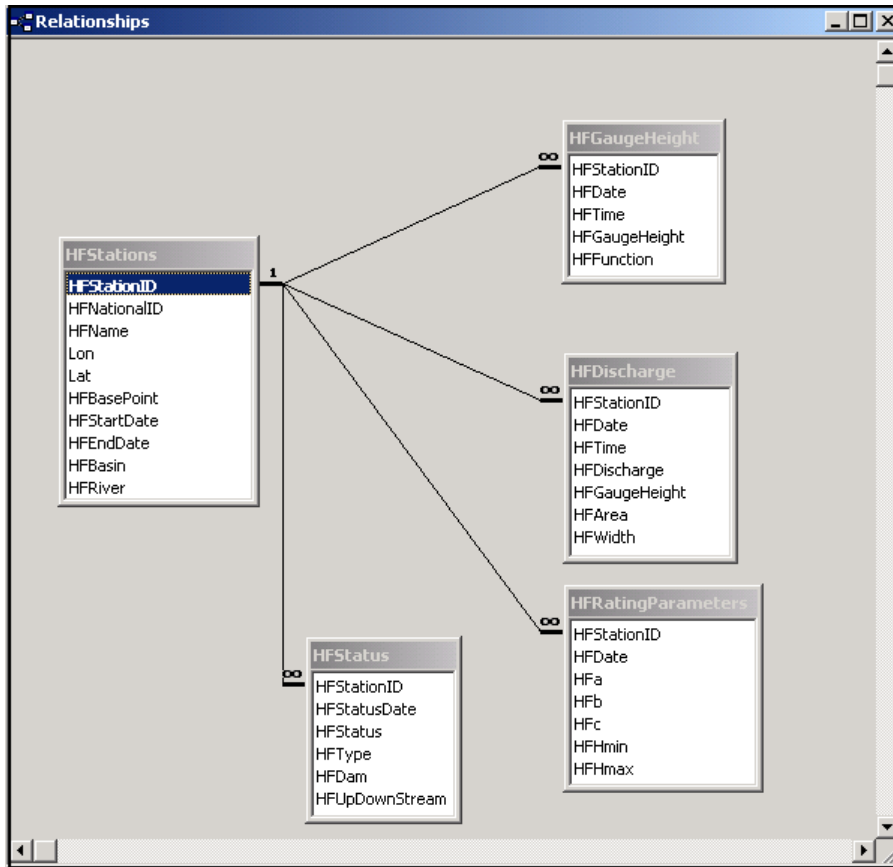 Relationships
HFStations
1
HFStationID
HFNationalID
HFName
Lon
Lat
HFBasePoint
HFStartDate
HFEndDate
HFBasin
HFRiver
∞
HFGaugeHeight
HFStationID
HFDate
HFTime
HFGaugeHeight
HFFunction
∞
HFDischarge
HFStationID
HFDate
HFTime
HFDischarge
HFGaugeHeight
HFArea
HFWidth
∞
HFRatingParameters
HFStationID
HFDate
HFa
HFb
HFc
HFHmin
HFHmax
∞
HFStatus
HFStationID
HFStatusDate
HFStatus
HFType
HFDam
HFUpDownStream